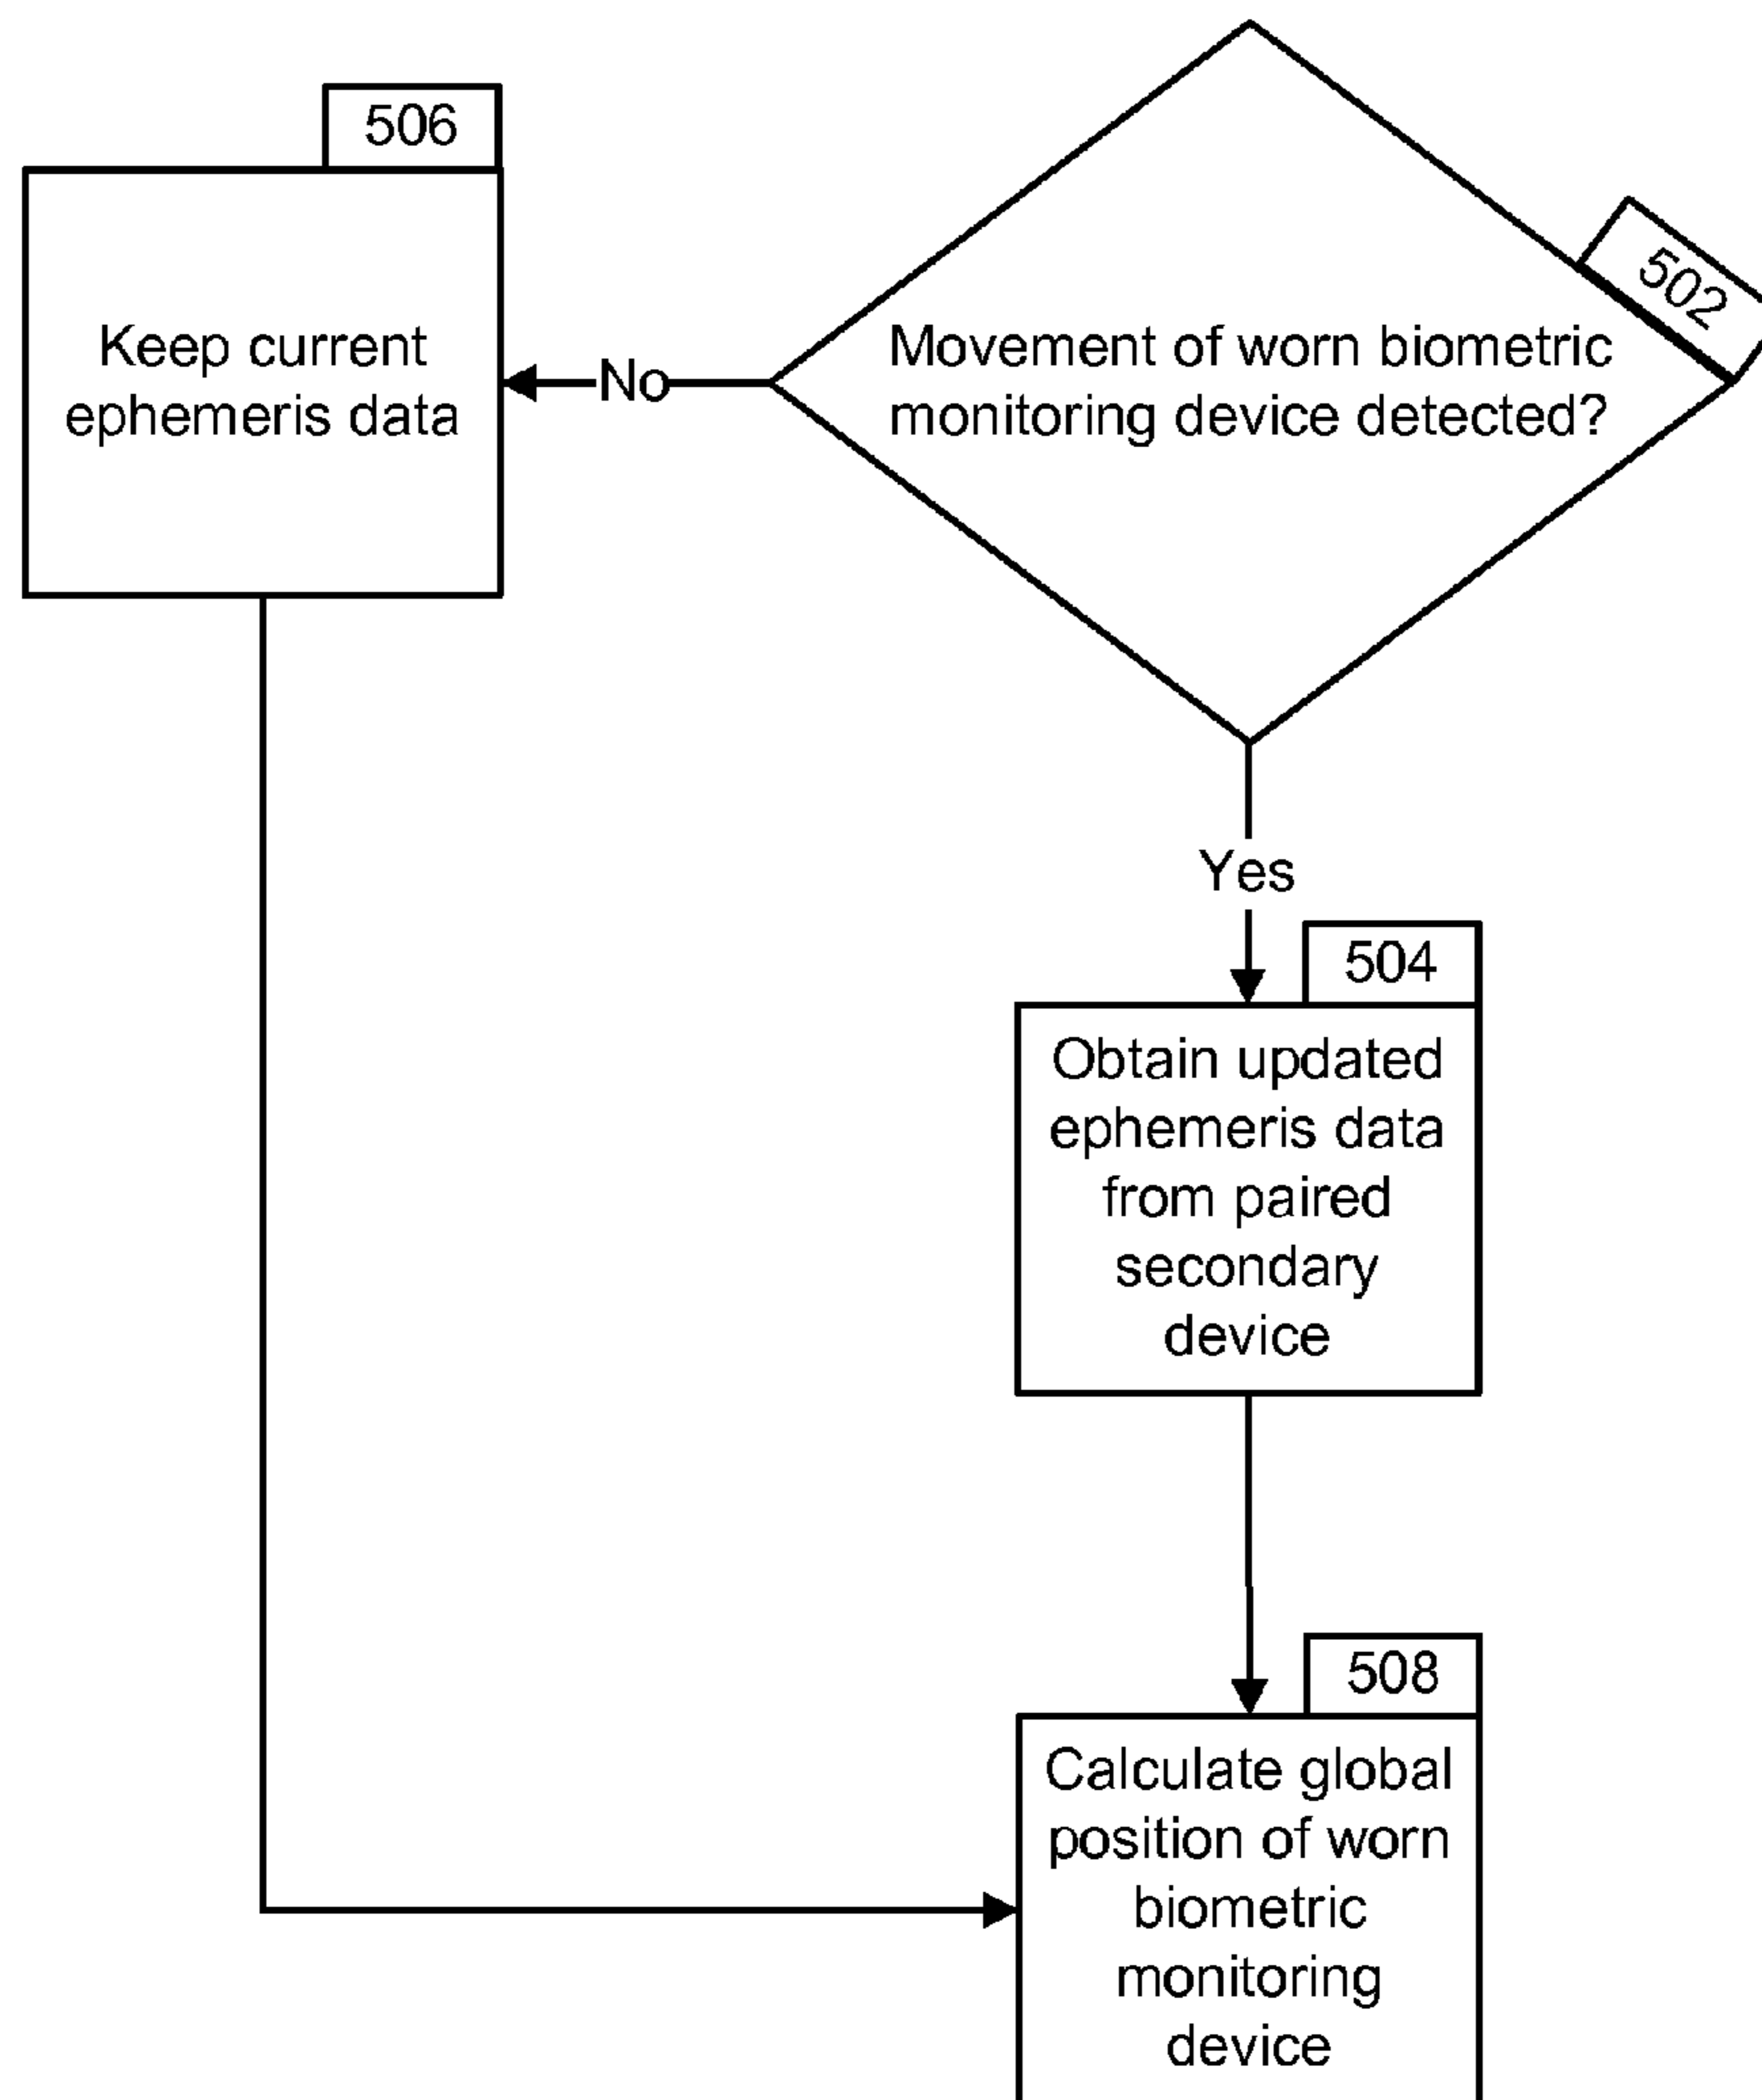 506
Keep current
ephemeris data
No
502
Movement of worn biometric
monitoring device detected?
Yes
504
Obtain updated
ephemeris data
from paired
secondary
device
508
Calculate global
position of worn
biometric
monitoring
device